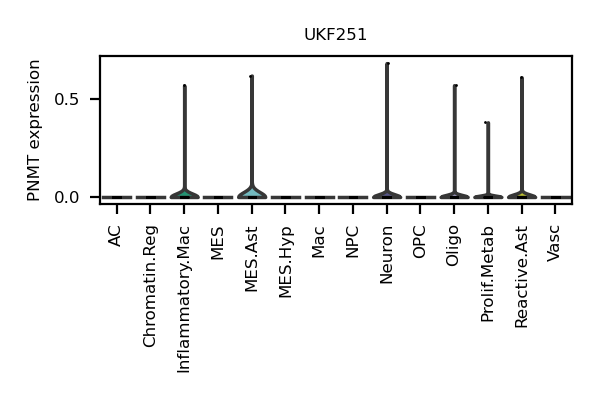 UKF251
PNMT expression
0.5
0.0
AC
Chromatin.Reg
Inflammatory.Mac
MES
MES.Ast
MES.Hyp
Mac
NPC
Neuron
OPC
Oligo
Prolif.Metab
Reactive.Ast
Vasc